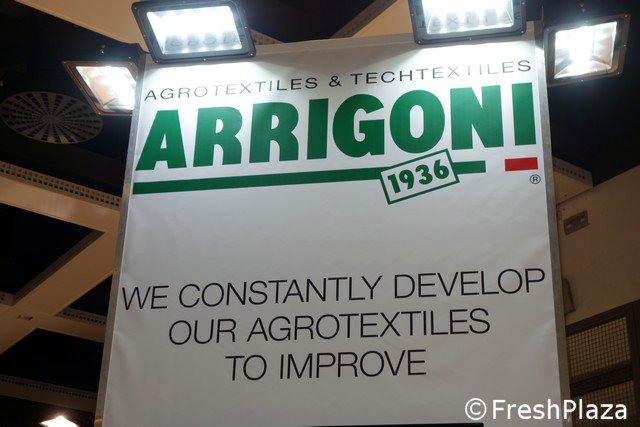 AGROTEXTILES & TECHTEXTILES
ARRIGONI
1936
®
WE CONSTANTLY DEVELOP
OUR AGROTEXTILES
TO IMPROVE
©FreshPlaza